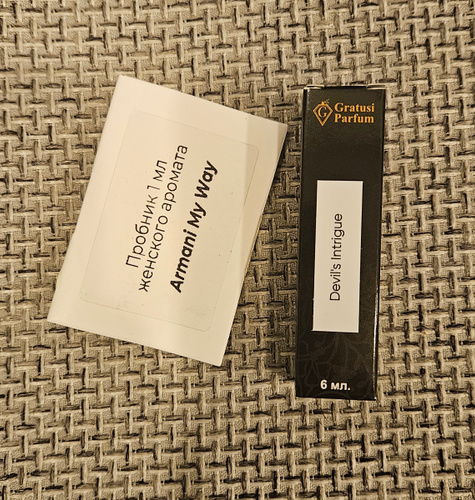 Пробник 1 мл
женского аромата
Armani My Way
Gratusi
Parfum
Devil's Intrigue
6 мл.